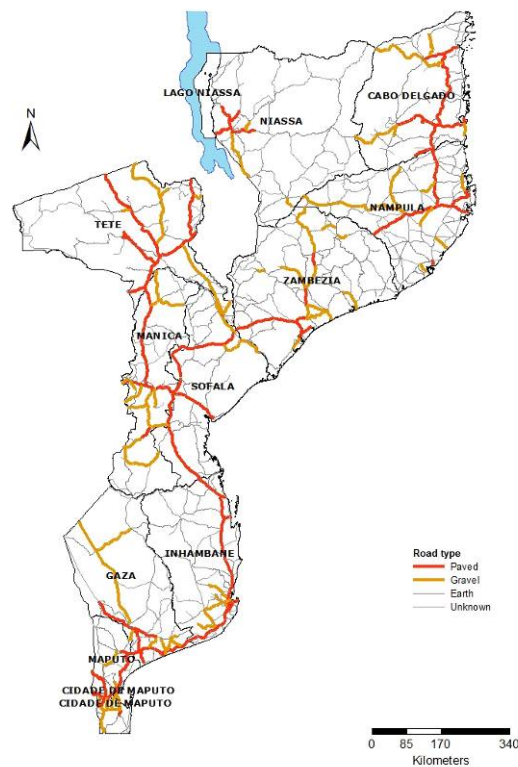 LAGO NIASSA
CABO DELGADO
N
NIASSA
NAMPULA
TETE
ZAMBEZIA
MANICA
SOFALA
INHAMBANE
GAZA
MAPUTO
CIDADE DE MAPUTO
CIDADE DE MAPUTO
Road type
Paved
Gravel
Earth
Unknown
0 85 170 340
Kilometers